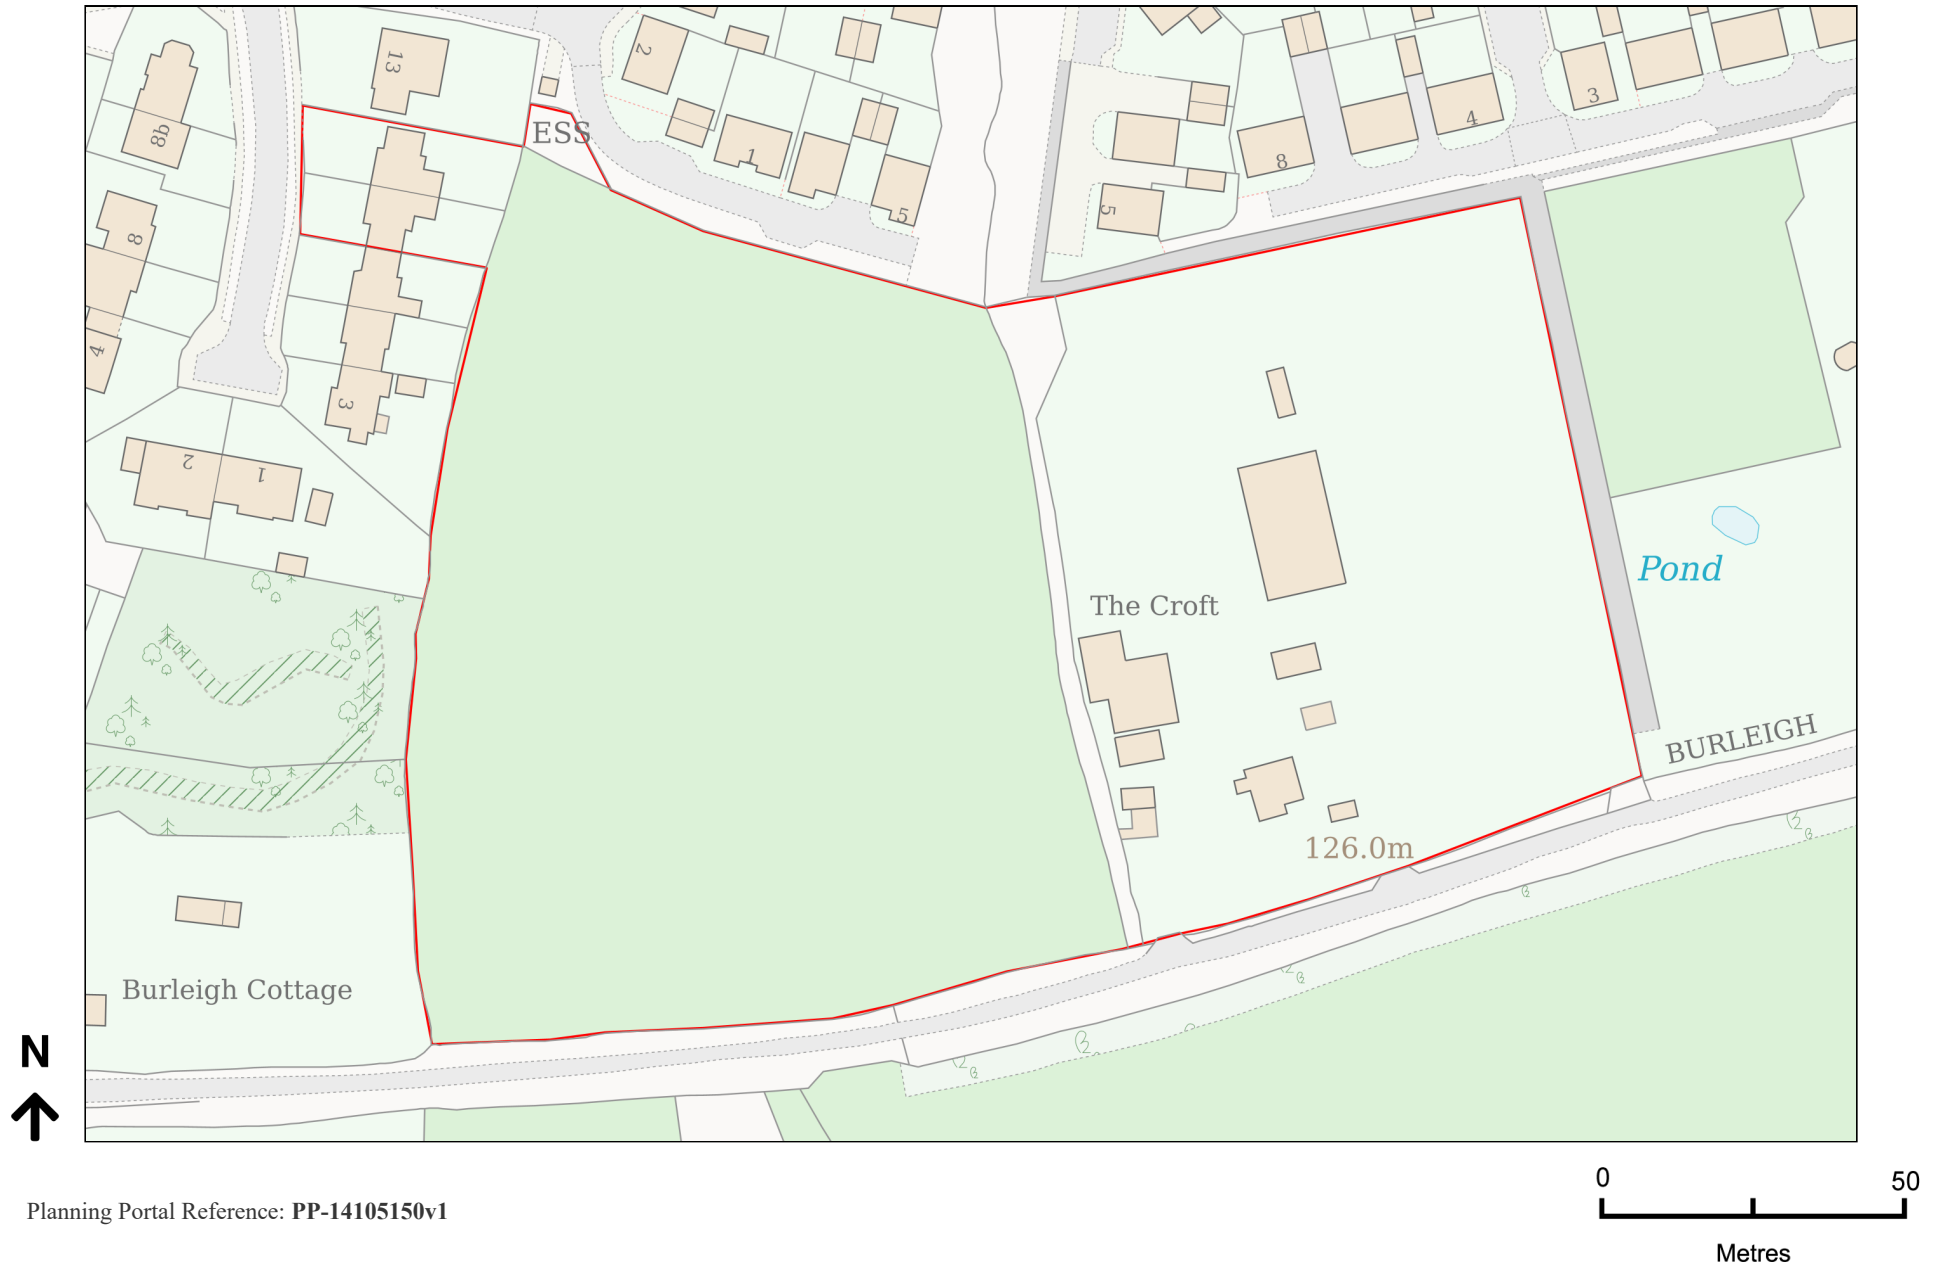 13
2
8b
ESS
1
5
8
4
3
5
8
4
3
2
1
Pond
The Croft
BURLEIGH
126.0m
Burleigh Cottage
N
0
50
Metres
Planning Portal Reference: PP-14105150v1